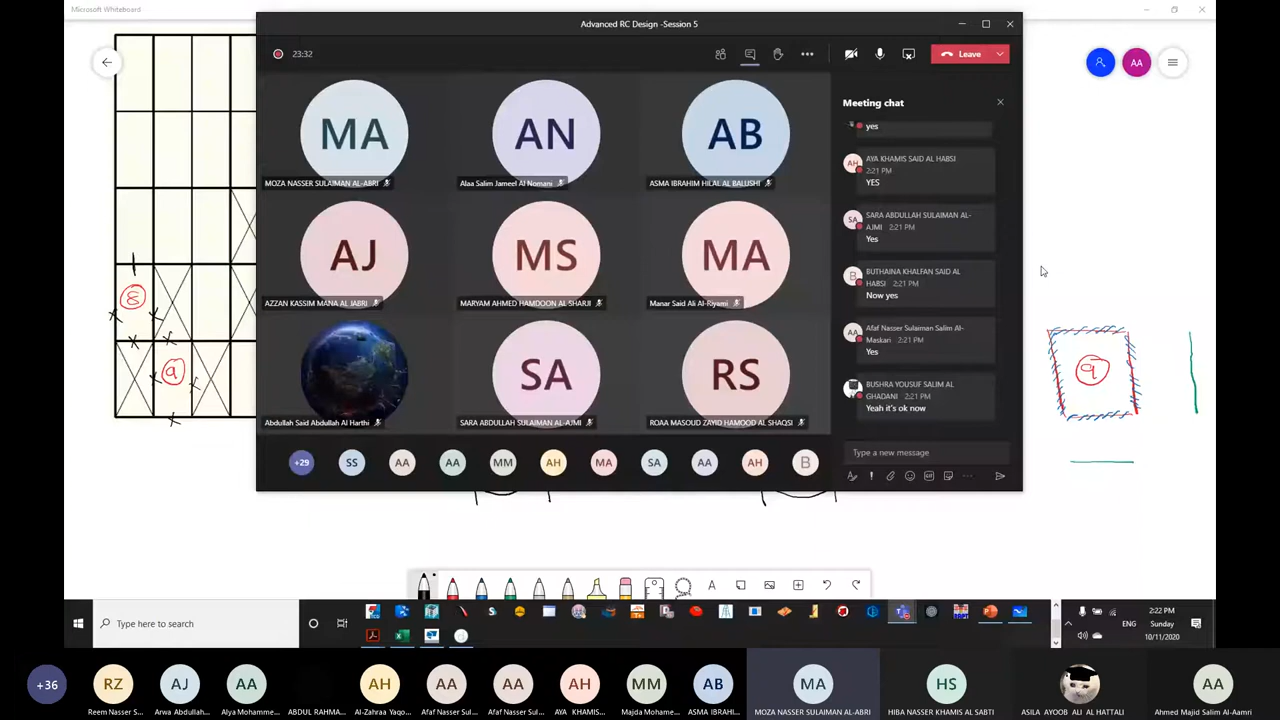 Microsoft Whiteboard
Advanced RC Design -Session 5
23:32
Leave
AA
MA
AN
AB
MOZA NASSER SULAIMAN AL-ABRI
Alaa Salim Jameel Al Nomani
ASMA IBRAHIM HILAL AL BALUSHI
AJ
MS
MA
AZZAN KASSIM MANA AL JABRI
MARYAM AHMED HAMDOON AL SHARJI
Manar Said Ali Al-Riyami
SA
RS
Abdullah Said Abdullah Al Harthi
SARA ABDULLAH SULAIMAN AL-AJMI
ROAA MASOUD ZAYID HAMOOD AL SHAQSI
+29
SS
AA
AA
MM
AH
MA
SA
AA
AH
B
Meeting chat
yes
AH
AYA KHAMIS SAID AL HABSI
2:21 PM
YES
SA
SARA ABDULLAH SULAIMAN AL-
AJMI 2:21 PM
Yes
B
BUTHAINA KHALFAN SAID AL
HABSI 2:21 PM
Now yes
AA
Afaf Nasser Sulaiman Salim Al-
Maskari 2:21 PM
Yes
BUSHRA YOUSUF SALIM AL
GHADANI 2:21 PM
Yeah it's ok now
Type a new message
8
9
9
Type here to search
ENG
2:22 PM
Sunday
10/11/2020
+36
RZ
AJ
AA
AH
AA
AA
AH
MM
AB
MA
HS
AA
Reem Nasser S...
Arwa Abdullah...
Alya Mohamme...
ABDUL RAHMA...
Al-Zahraa Yaqo...
Afaf Nasser Sul...
Afaf Nasser Sul...
AYA KHAMIS...
Majda Mohame...
ASMA IBRAHI...
MOZA NASSER SULAIMAN AL-ABRI
HIBA NASSER KHAMIS AL SABTI
ASILA AYOOB ALI AL HATTALI
Ahmed Majid Salim Al-Aamri